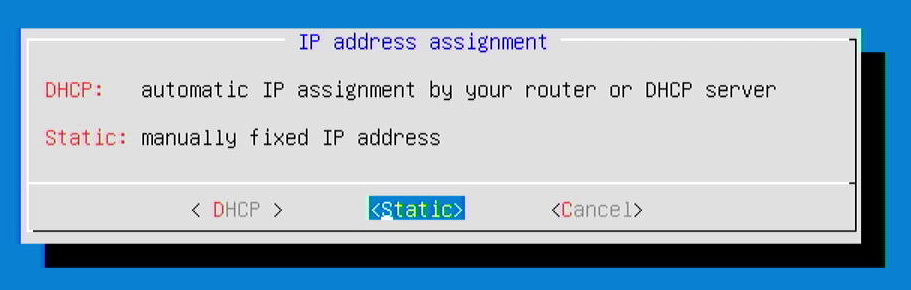 IP address assignment
DHCP: automatic IP assignment by your router or DHCP server
Static: manually fixed IP address
< DHCP > <Static> <Cancel>